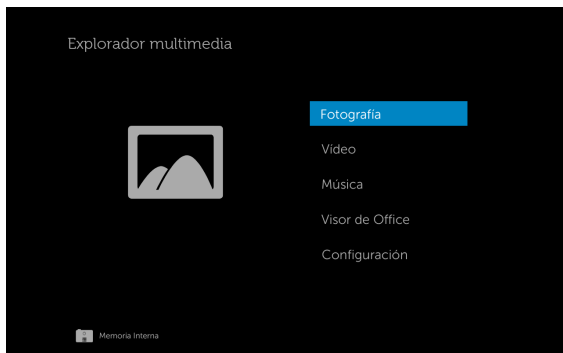 Explorador multimedia
Fotografía
Vídeo
Música
Visor de Office
Configuración
Memoria Interna